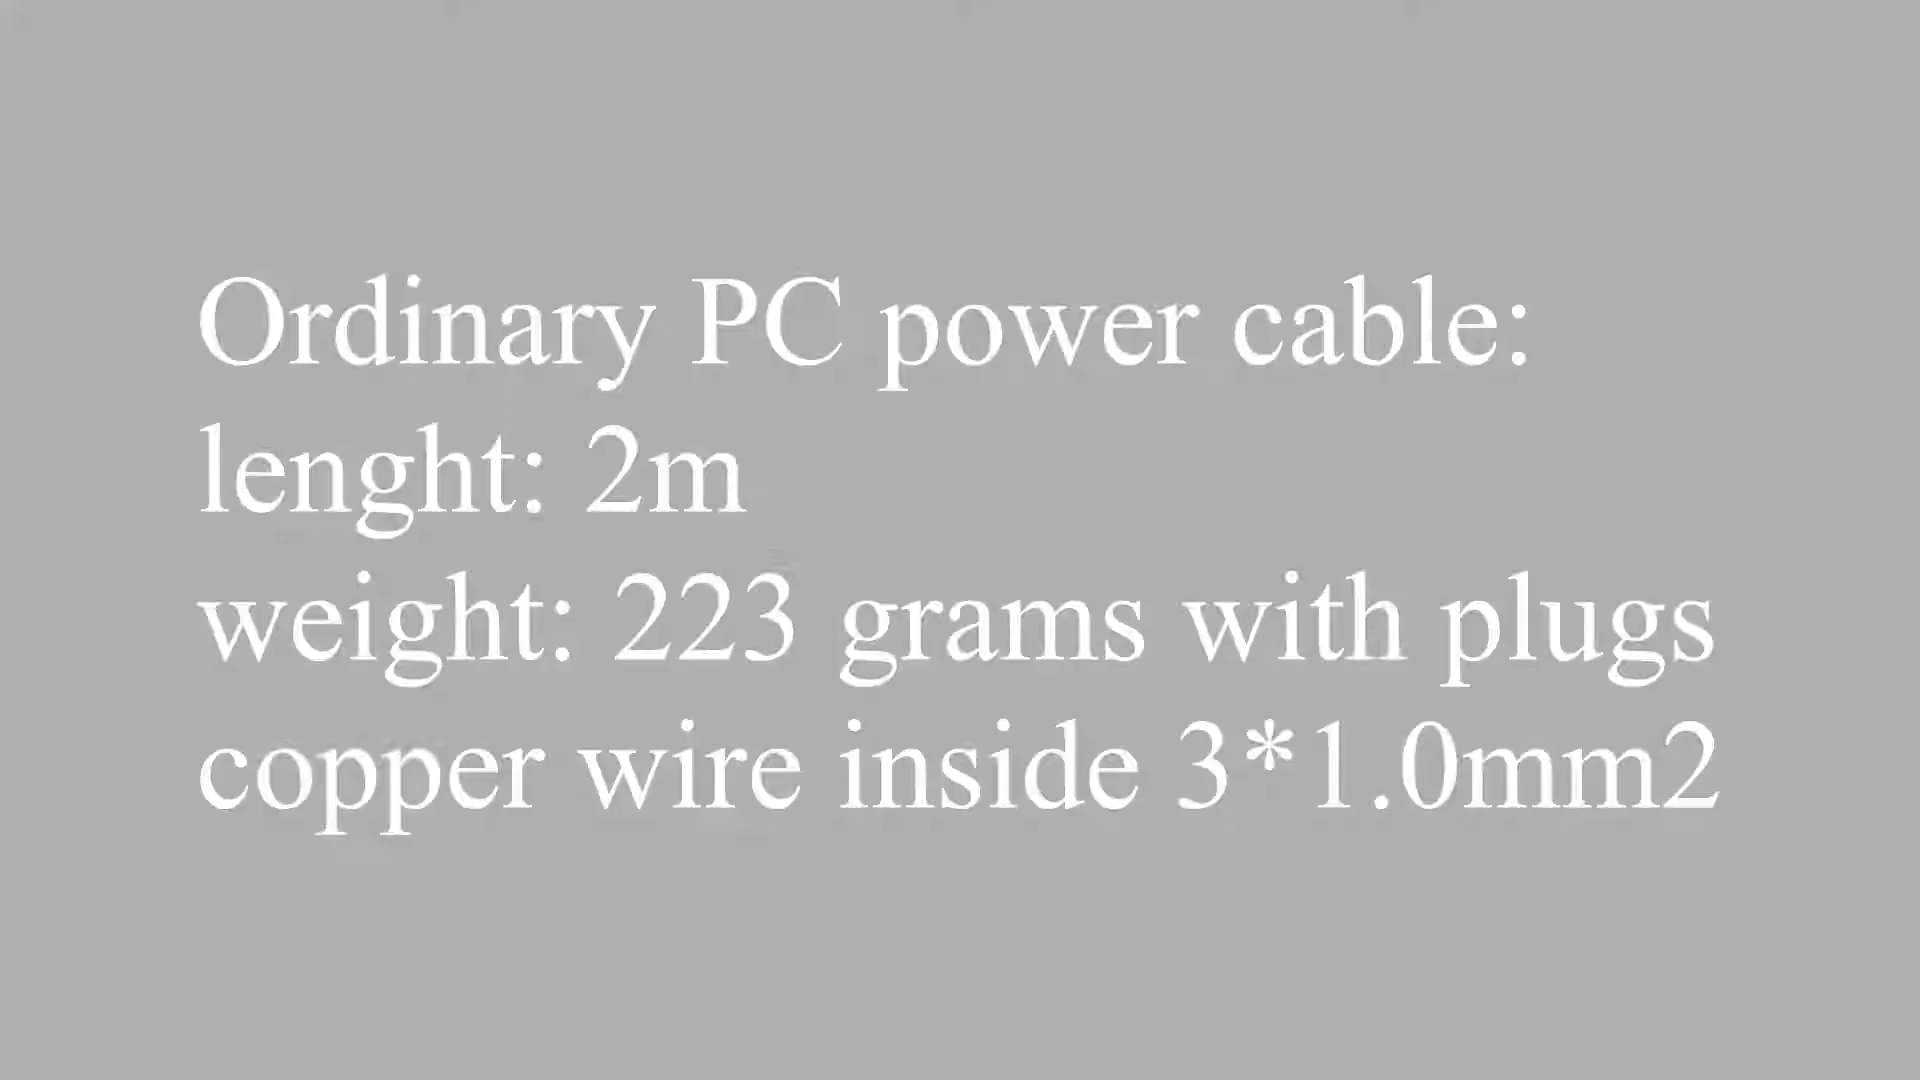 Ordinary PC power cable:
lenght: 2m
weight: 223 grams with plugs
copper wire inside 3*1.0mm2